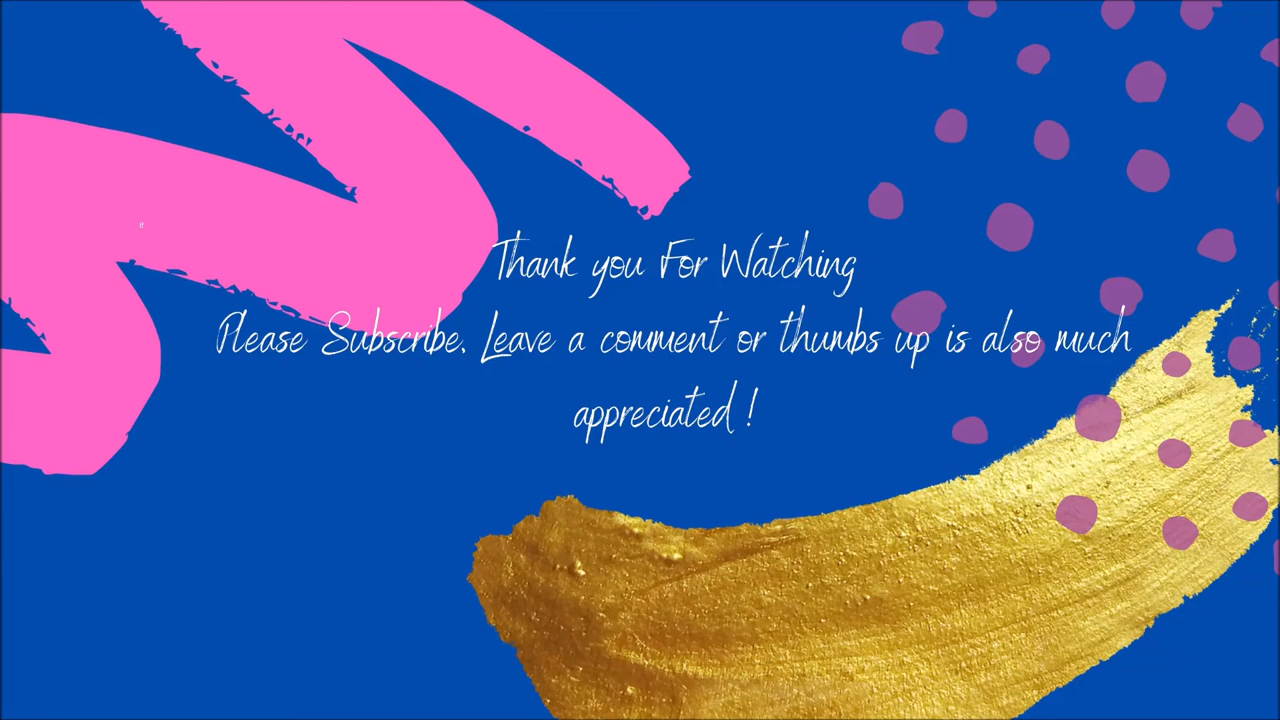 Thank you For Watching
Please Subscribe. Leave a comment or thumbs up is also much
appreciated !